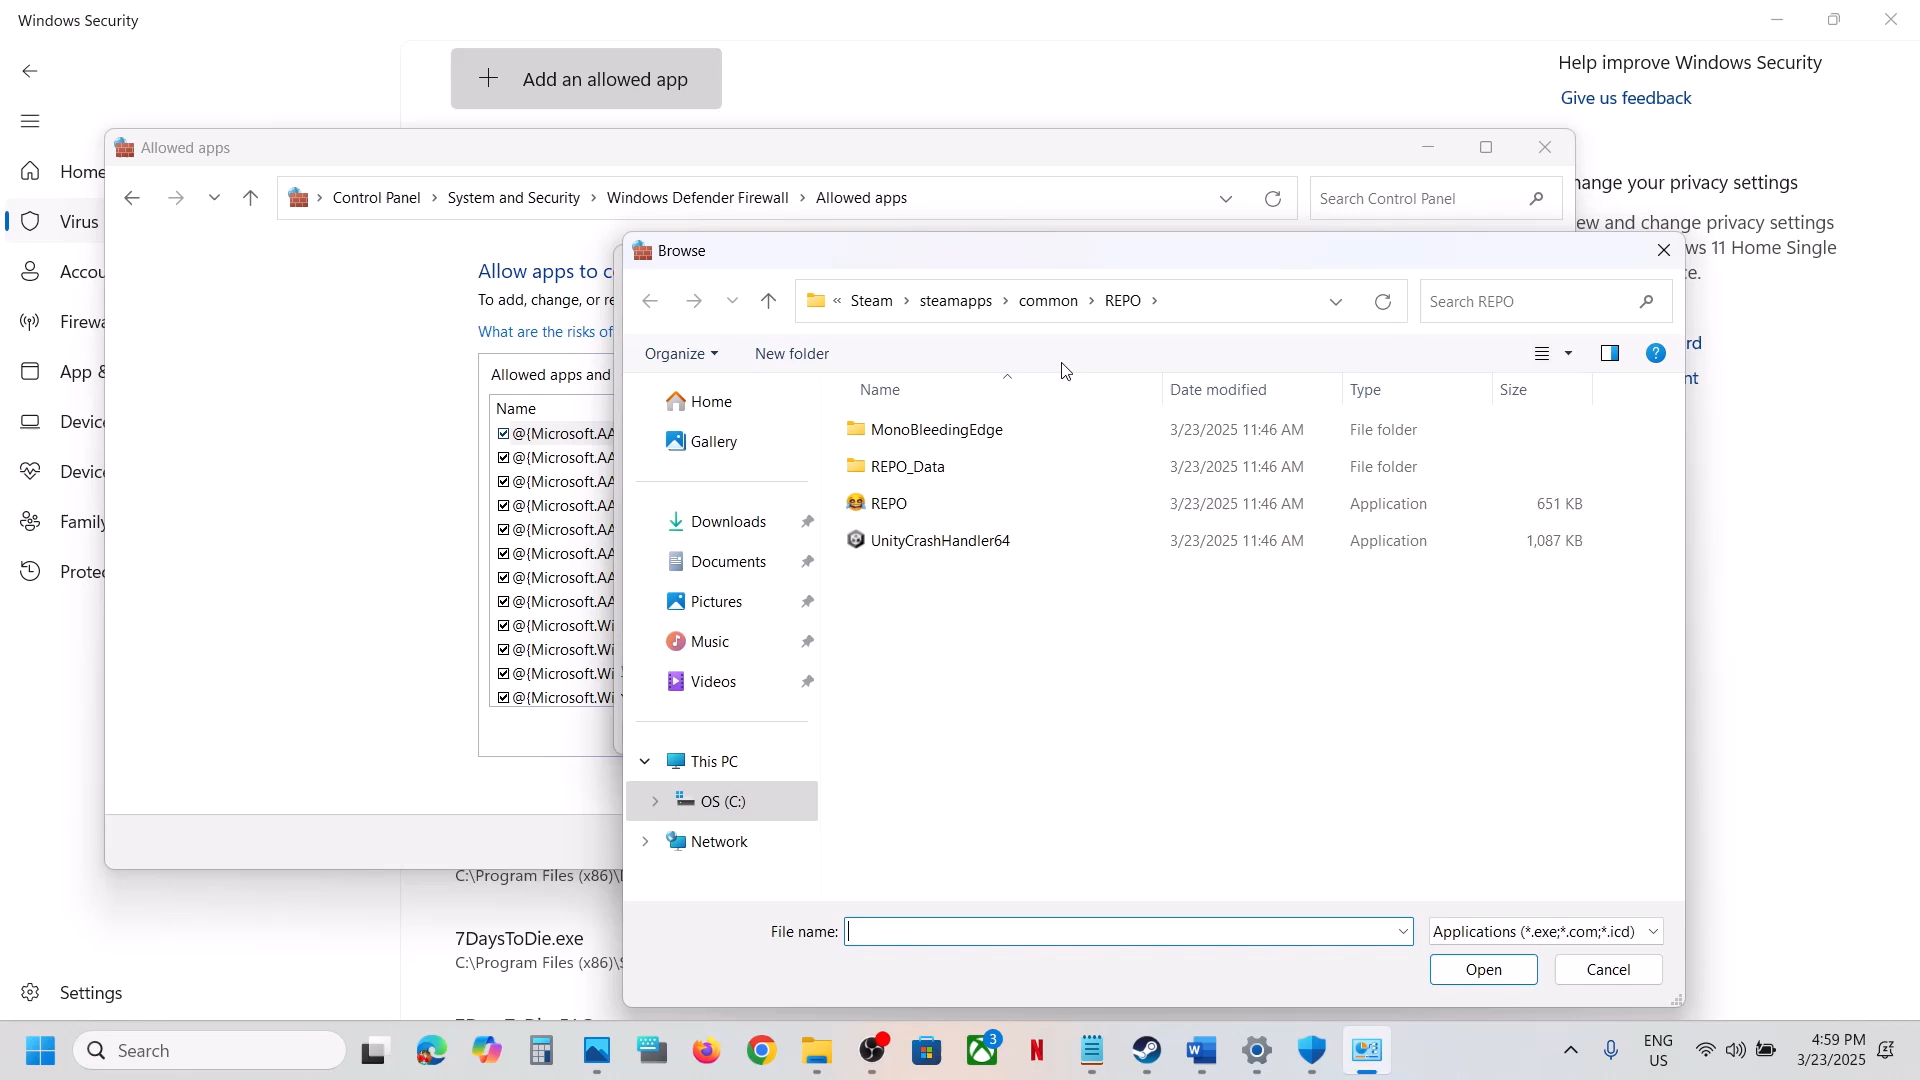 Windows Security
Add an allowed app
Help improve Windows Security
Give us feedback
Home
Virus
Accou
Firewa
App &
Device
Device
Family
Protec
Settings
Allowed apps
Control Panel > System and Security > Windows Defender Firewall > Allowed apps
Search Control Panel
hange your privacy settings
ew and change privacy settings
ws 11 Home Single
ce.
rd
nt
Allow apps to c
To add, change, or re
What are the risks of
Allowed apps and
Name
@{Microsoft.AA
@{Microsoft.AA
@{Microsoft.AA
@{Microsoft.AA
@{Microsoft.AA
@{Microsoft.AA
@{Microsoft.AA
@{Microsoft.AA
@{Microsoft.Wi
@{Microsoft.Wi
@{Microsoft.Wi
@{Microsoft.Wi
C:\Program Files (x86)\
7DaysToDie.exe
C:\Program Files (x86)\S
Browse
« Steam > steamapps > common > REPO >
Search REPO
Organize
New folder
Name Date modified Type Size
MonoBleedingEdge 3/23/2025 11:46 AM File folder
REPO_Data 3/23/2025 11:46 AM File folder
REPO 3/23/2025 11:46 AM Application 651 KB
UnityCrashHandler64 3/23/2025 11:46 AM Application 1,087 KB
Home
Gallery
Downloads
Documents
Pictures
Music
Videos
This PC
OS (C:)
Network
File name:
Applications (*.exe;*.com;*.icd)
Open
Cancel
Search
3
ENG
US
4:59 PM
3/23/2025